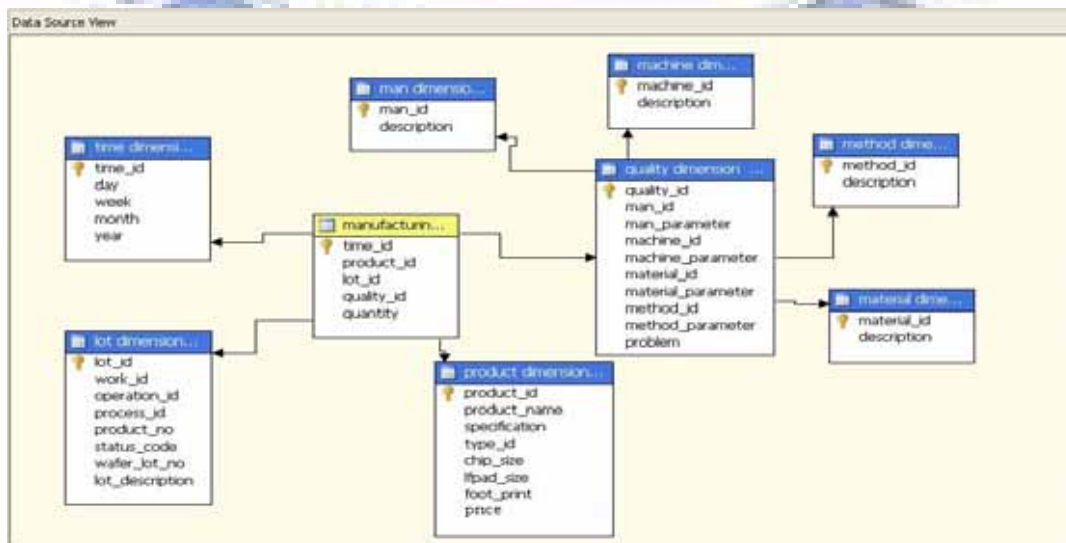 Data Source View
machine dim...
machine_id
description
man dimensio...
man_id
description
method dime...
method_id
description
time dimensi...
time_id
day
week
month
year
quality dimension ...
quality_id
man_id
man_parameter
machine_id
machine_parameter
material_id
material_parameter
method_id
method_parameter
problem
manufacturin...
time_id
product_id
lot_id
quality_id
quantity
material dime...
material_id
description
lot dimension...
lot_id
work_id
operation_id
process_id
product_no
status_code
wafer_lot_no
lot_description
product dimension...
product_id
product_name
specification
type_id
chip_size
lfpad_size
foot_print
price